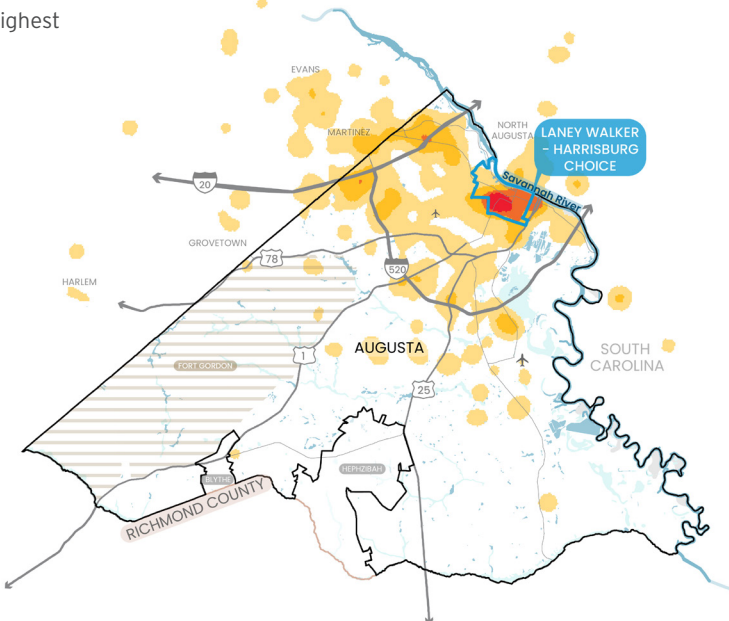 ighest
EVANS
MARTINEZ
NORTH
AUGUSTA
LANEY WALKER
- HARRISBURG
CHOICE
Savannah River
20
GROVETOWN
78
HARLEM
520
FORT GORDON
1
AUGUSTA
SOUTH
CAROLINA
25
HEPHZIBAH
BLYTHE
RICHMOND COUNTY